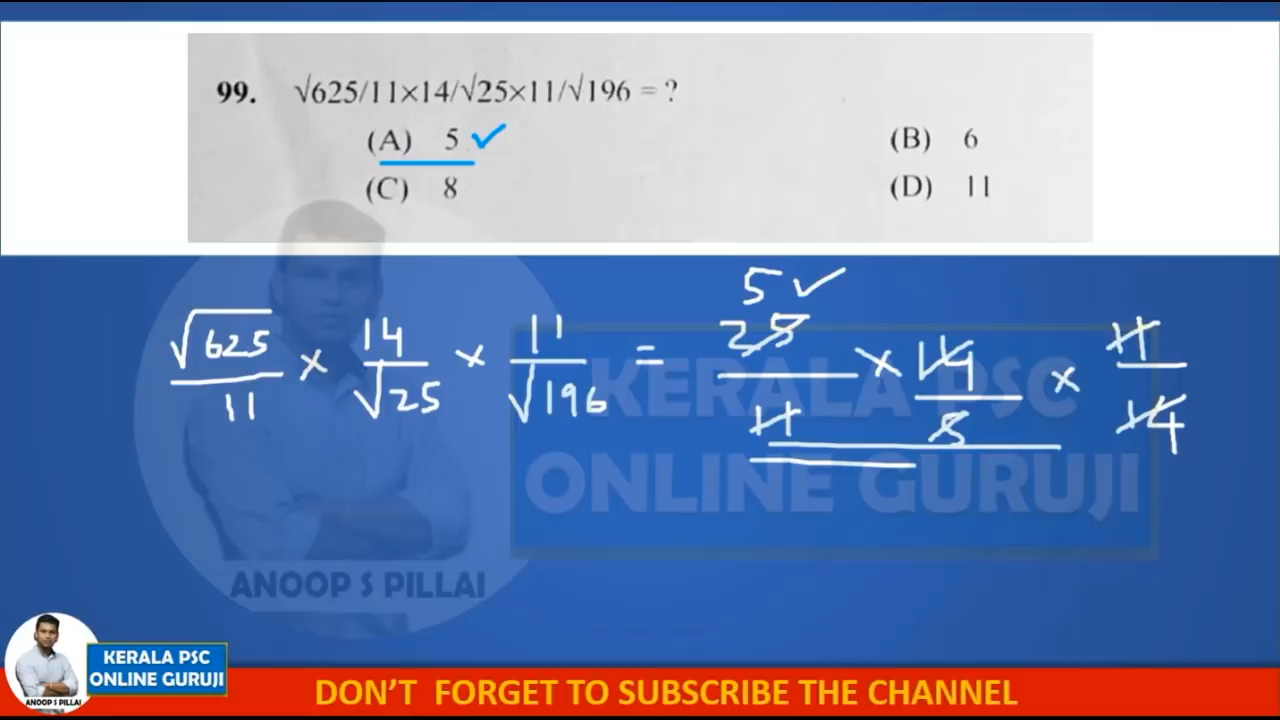 99. √625/11×14/√25×11/√196 = ?
(A) 5 ✓ (B) 6
(C) 8 (D) 11
5 ✓
√625 14 11 25 14 11
× × = × ×
11 √25 √196 11 5 14
KERALA PSC
ONLINE GURUJI
ANOOP S PILLAI
KERALA PSC
ONLINE GURUJI
ANOOP S PILLAI
DON'T FORGET TO SUBSCRIBE THE CHANNEL